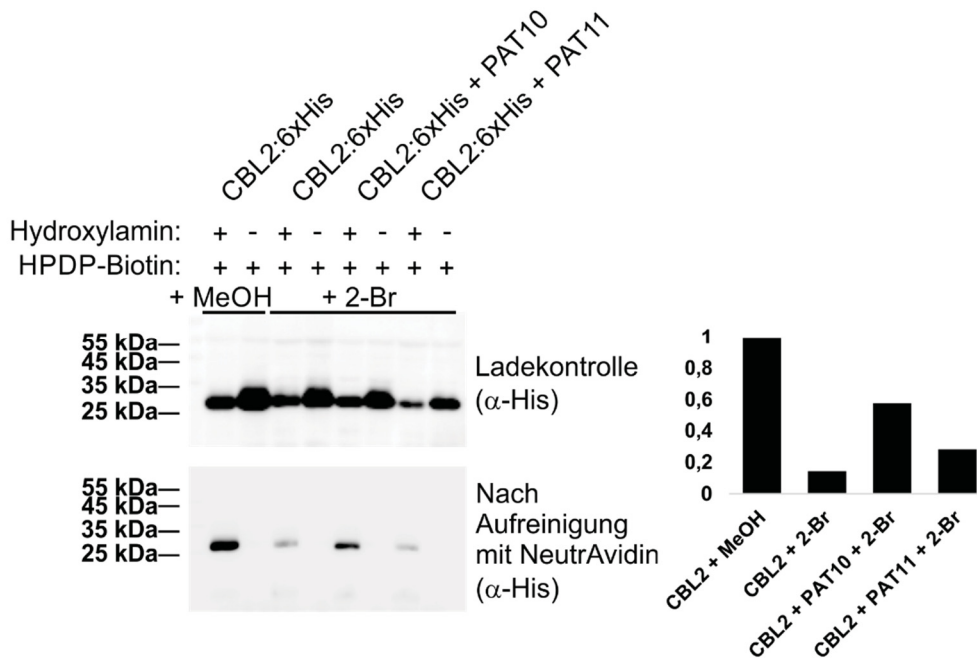 CBL2:6xHis
CBL2:6xHis
CBL2:6xHis + PAT10
CBL2:6xHis + PAT11
Hydroxylamin: + - + - + - + -
HPDP-Biotin: + + + + + + + +
+ MeOH + 2-Br
55 kDa—
45 kDa—
35 kDa—
25 kDa—
Ladekontrolle
(α-His)
55 kDa—
45 kDa—
35 kDa—
25 kDa—
Nach
Aufreinigung
mit NeutrAvidin
(α-His)
1
0,8
0,6
0,4
0,2
0
CBL2 + MeOH
CBL2 + 2-Br
CBL2 + PAT10 + 2-Br
CBL2 + PAT11 + 2-Br